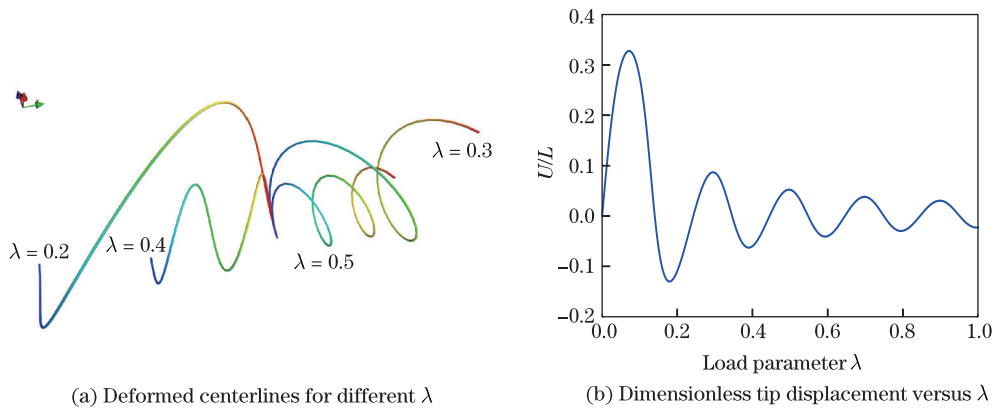 λ = 0.2
λ = 0.4
λ = 0.5
λ = 0.3
(a) Deformed centerlines for different λ
0.4
0.3
0.2
0.1
0.0
−0.1
−0.2
U/L
0.0 0.2 0.4 0.6 0.8 1.0
Load parameter λ
(b) Dimensionless tip displacement versus λ